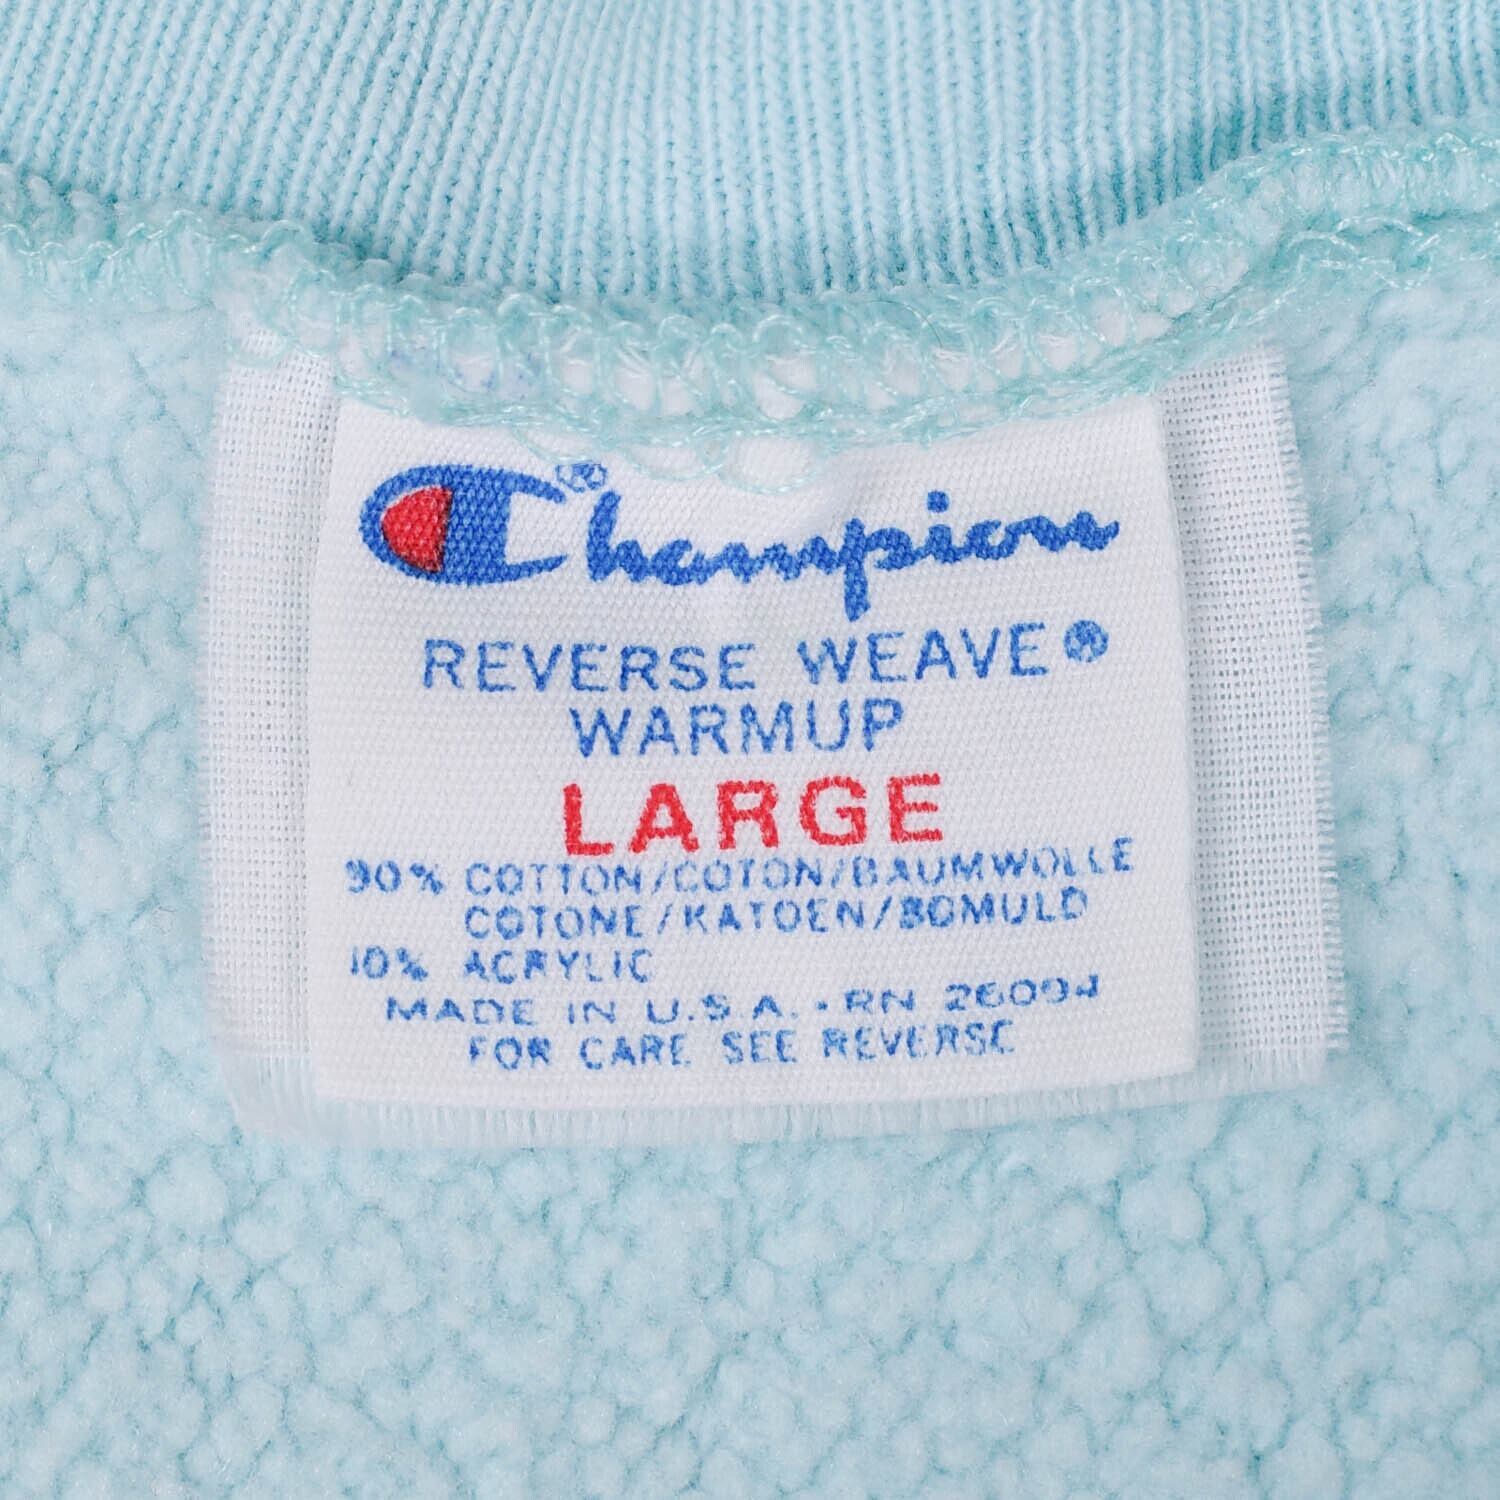 Champion®
REVERSE WEAVE®
WARMUP
LARGE
90% COTTON/COTON/BAUMWOLLE
COTONE/KATOEN/BOMULD
10% ACRYLIC
MADE IN U.S.A. - RN 26094
FOR CARE SEE REVERSE